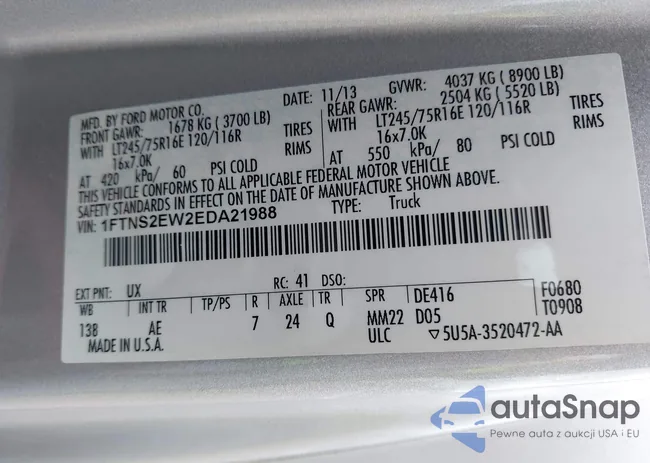 MFD. BY FORD MOTOR CO.
DATE: 11/13 GVWR: 4037 KG ( 8900 LB)
FRONT GAWR: 1678 KG ( 3700 LB) REAR GAWR: 2504 KG ( 5520 LB)
WITH LT245/75R16E 120/116R TIRES WITH LT245/75R16E 120/116R TIRES
16x7.0K RIMS 16x7.0K RIMS
AT 420 kPa/ 60 PSI COLD AT 550 kPa/ 80 PSI COLD
THIS VEHICLE CONFORMS TO ALL APPLICABLE FEDERAL MOTOR VEHICLE
SAFETY STANDARDS IN EFFECT ON THE DATE OF MANUFACTURE SHOWN ABOVE.
VIN: 1FTNS2EW2EDA21988 TYPE: Truck
EXT PNT: UX RC: 41 DSO:
WB INT TR TP/PS R AXLE TR SPR DE416 F0680
138 AE 7 24 Q MM22 D05 T0908
MADE IN U.S.A. ULC ▽5U5A-3520472-AA
autaSnap
Pewne auta z aukcji USA i EU